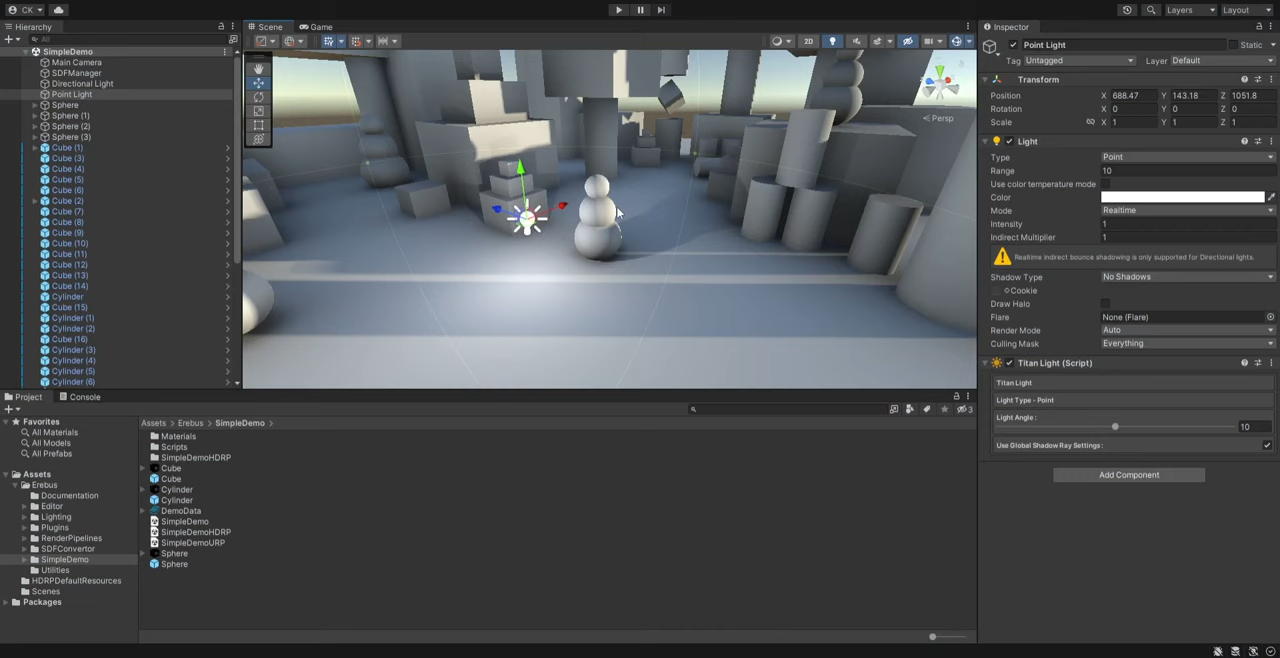 CK
Layers
Layout
Hierarchy
All
SimpleDemo
Main Camera
SDFManager
Directional Light
Point Light
Sphere
Sphere (1)
Sphere (2)
Sphere (3)
Cube (1)
Cube (3)
Cube (4)
Cube (5)
Cube (6)
Cube (2)
Cube (7)
Cube (8)
Cube (9)
Cube (10)
Cube (11)
Cube (12)
Cube (13)
Cube (14)
Cylinder
Cube (15)
Cylinder (1)
Cylinder (2)
Cube (16)
Cylinder (3)
Cylinder (4)
Cylinder (5)
Cylinder (6)
Scene
Game
2D
Persp
Project
Console
3
Favorites
All Materials
All Models
All Prefabs
Assets
Erebus
Documentation
Editor
Lighting
Plugins
RenderPipelines
SDFConvertor
SimpleDemo
Utilities
HDRPDefaultResources
Scenes
Packages
Assets > Erebus > SimpleDemo >
Materials
Scripts
SimpleDemoHDRP
Cube
Cube
Cylinder
Cylinder
DemoData
SimpleDemo
SimpleDemoHDRP
SimpleDemoURP
Sphere
Sphere
Inspector
Point Light
Static
Tag Untagged
Layer Default
Transform
Position X 688.47 Y 143.18 Z 1051.8
Rotation X 0 Y 0 Z 0
Scale X 1 Y 1 Z 1
Light
Type Point
Range 10
Use color temperature mode
Color
Mode Realtime
Intensity 1
Indirect Multiplier 1
Realtime indirect bounce shadowing is only supported for Directional lights.
Shadow Type No Shadows
Cookie
Draw Halo
Flare None (Flare)
Render Mode Auto
Culling Mask Everything
Titan Light (Script)
Titan Light
Light Type - Point
Light Angle :
10
Use Global Shadow Ray Settings :
Add Component